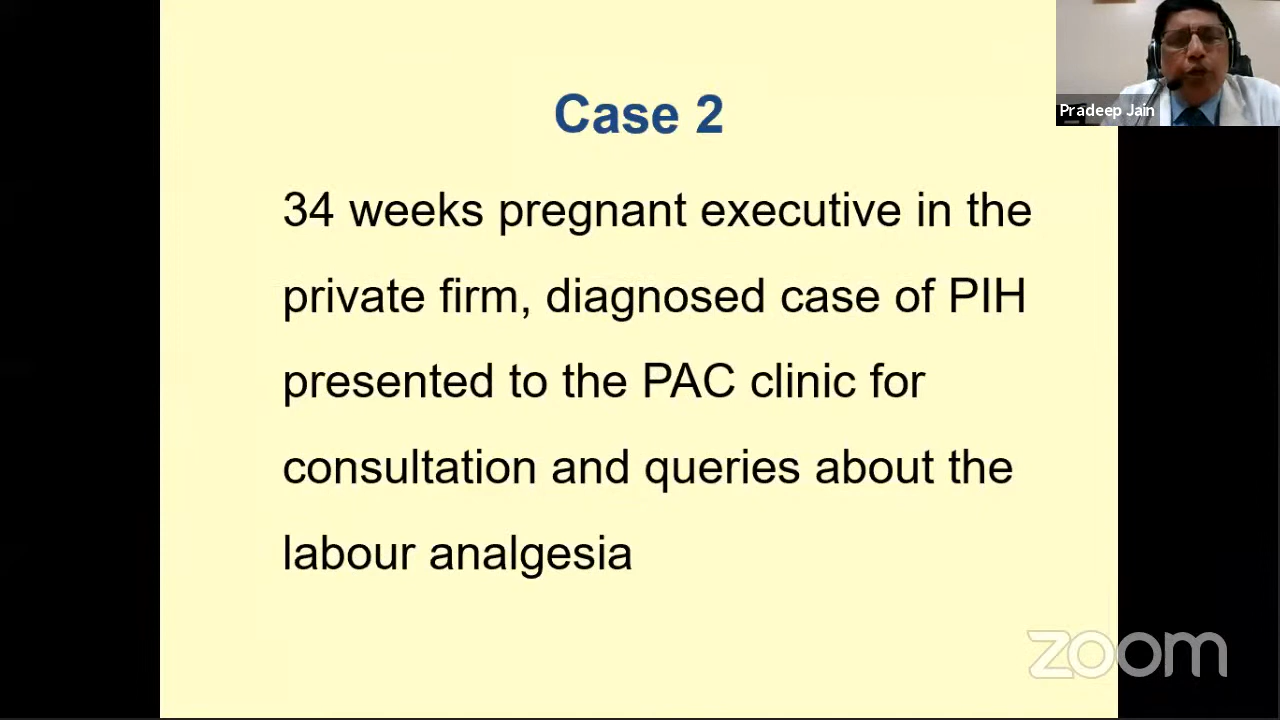 Pradeep Jain
Case 2
34 weeks pregnant executive in the
private firm, diagnosed case of PIH
presented to the PAC clinic for
consultation and queries about the
labour analgesia
zoom